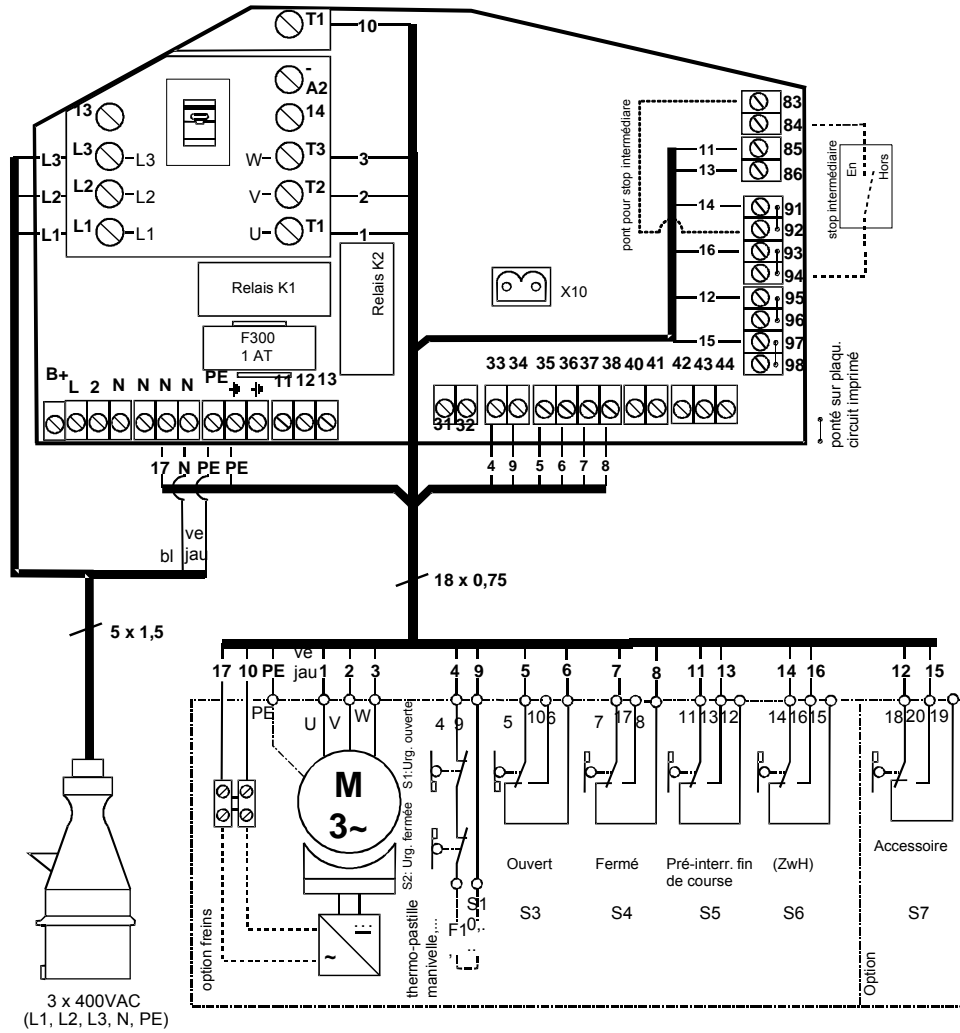 T1
10
- A2
T3
14
83
84
L3 L3 L3
W T3 3
11 85
13 86
L2 L2 L2
V T2 2
14 91
92
L1 L1 L1
U T1 1
16 93
94
pont pour stop intermédiare
stop intermédiaire
En
Hors
Relais K1
Relais K2
X10
12 95
96
F300
1 AT
15 97
98
B+ L 2 N N N N PE 11 12 13
33 34 35 36 37 38 40 41 42 43 44
31 32
ponté sur plaqu.
circuit imprimé
17 N PE PE
4 9 5 6 7 8
bl
ve
jau
18 x 0,75
5 x 1,5
ve
jau
17 10 PE 1 2 3 4 9 5 6 7 8 11 13 14 16 12 15
PE U V W 4 9 5 10 6 7 17 8 11 13 12 14 16 15 18 20 19
S1:Urg. ouverte
S2: Urg. fermée
M
3~
Ouvert
Fermé
Pré-interr. fin
de course
(ZwH)
Accessoire
S3
S4
S5
S6
S7
option freins
~
thermo-pastille
manivelle,...
F1
, ..
S1
0,.
Option
3 x 400VAC
(L1, L2, L3, N, PE)